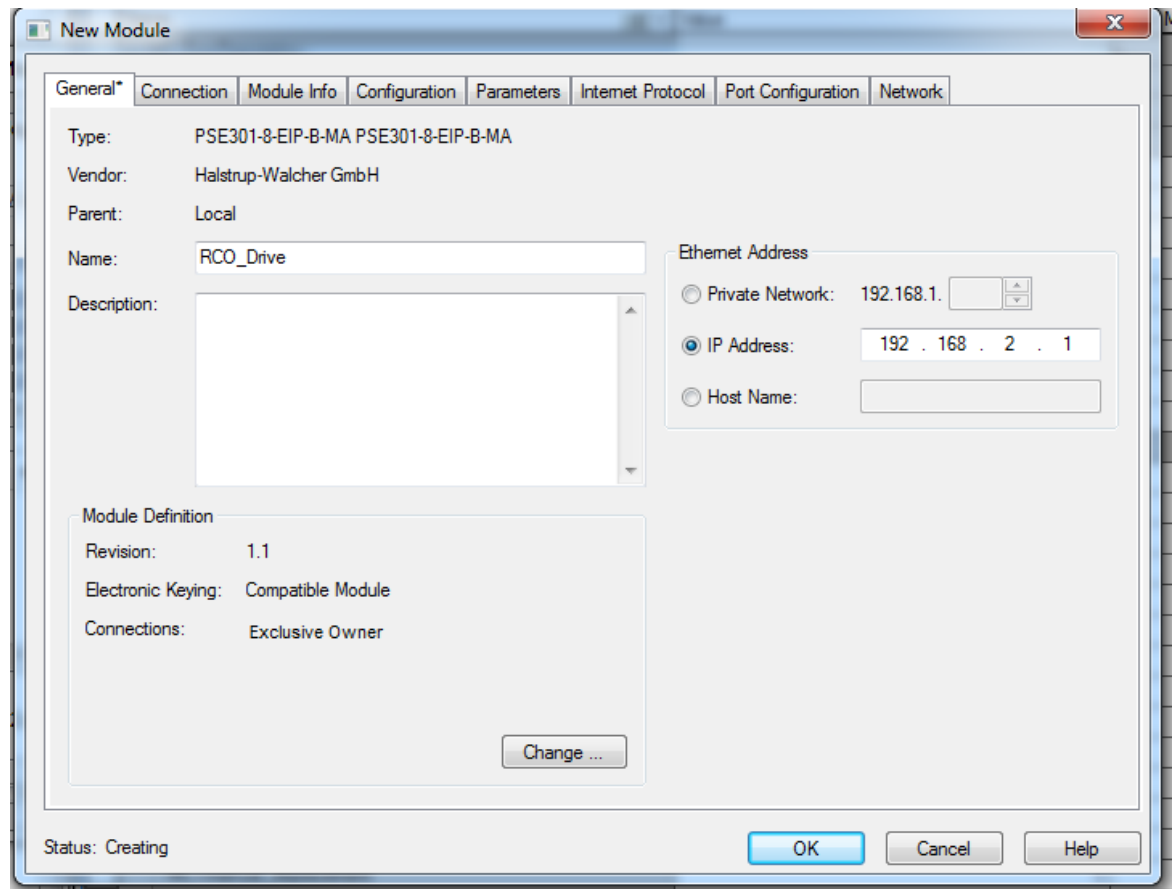 New Module
General* Connection Module Info Configuration Parameters Internet Protocol Port Configuration Network
Type: PSE301-8-EIP-B-MA PSE301-8-EIP-B-MA
Vendor: Halstrup-Walcher GmbH
Parent: Local
Name: RCO_Drive
Description:
Ethernet Address
Private Network: 192.168.1.
IP Address: 192 . 168 . 2 . 1
Host Name:
Module Definition
Revision: 1.1
Electronic Keying: Compatible Module
Connections: Exclusive Owner
Change ...
Status: Creating
OK Cancel Help